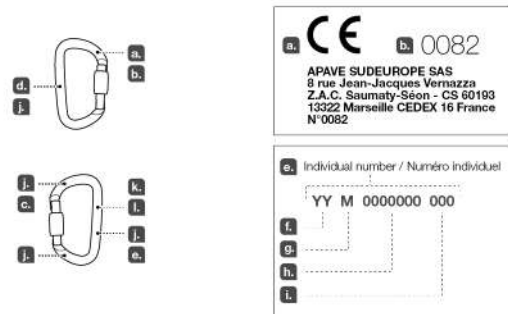 a.
b.
d.
j.
j.
c.
j.
k.
l.
j.
e.
a. CE b. 0082
APAVE SUDEUROPE SAS
8 rue Jean-Jacques Vernazza
Z.A.C. Saumaty-Séon - CS 60193
13322 Marseille CEDEX 16 France
N°0082
e. Individual number / Numéro individuel
YY M 0000000 000
f.
g.
h.
i.